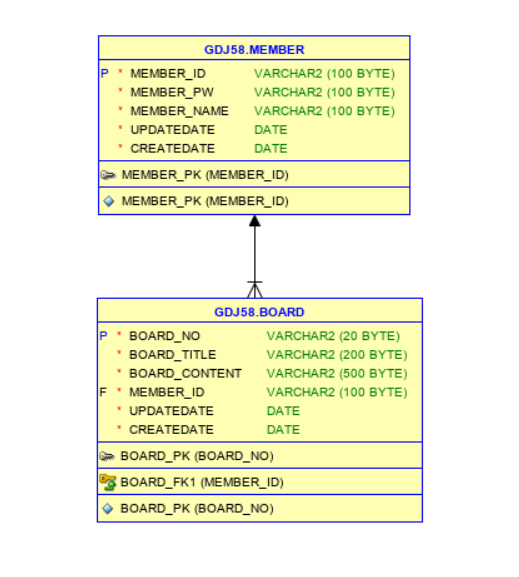 GDJ58.MEMBER
P * MEMBER_ID VARCHAR2 (100 BYTE)
* MEMBER_PW VARCHAR2 (100 BYTE)
* MEMBER_NAME VARCHAR2 (100 BYTE)
* UPDATEDATE DATE
* CREATEDATE DATE
MEMBER_PK (MEMBER_ID)
MEMBER_PK (MEMBER_ID)
GDJ58.BOARD
P * BOARD_NO VARCHAR2 (20 BYTE)
* BOARD_TITLE VARCHAR2 (200 BYTE)
* BOARD_CONTENT VARCHAR2 (500 BYTE)
F * MEMBER_ID VARCHAR2 (100 BYTE)
* UPDATEDATE DATE
* CREATEDATE DATE
BOARD_PK (BOARD_NO)
BOARD_FK1 (MEMBER_ID)
BOARD_PK (BOARD_NO)